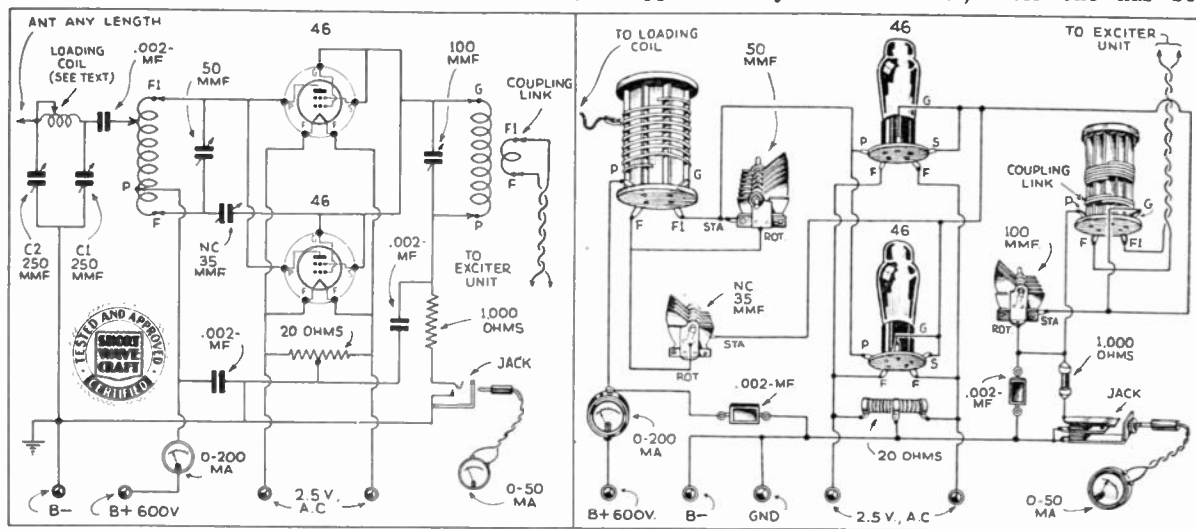 ANT ANY LENGTH
LOADING
COIL
(SEE TEXT)
.002-
MF
50
MMF
46
100
MMF
COUPLING
LINK
F1
G
F1
F
P
G
F
F
P
F
C2
250
MMF
C1
250
MMF
NC
35
MMF
46
G
F
F
.002-
MF
TO
EXCITER
UNIT
1,000
OHMS
20 OHMS
JACK
.002-
MF
TESTED AND APPROVED
SHORT
WAVE
CRAFT
CERTIFIED
0-200
MA
0-50
MA
B-
B+ 600V
2.5 V.,
A.C
TO LOADING
COIL
50
MMF
46
TO EXCITER
UNIT
G
P
S
F
F
P
G
F
F1
STA
ROT.
COUPLING
LINK
P
G
F
F1
46
100
MMF.
NC
35
MMF
STA
ROT
G
P
S
F
F
ROT.
STA
1,000
OHMS
.002-MF
.002-
MF
JACK
20 OHMS
0-200
MA
0-50
MA
B+ 600V.
B-
GND
2.5 V., A.C